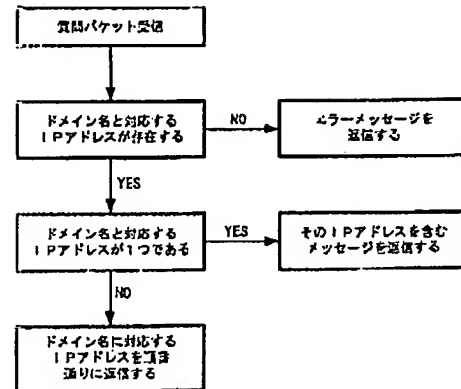 質問パケット受信
ドメイン名と対応する
IPアドレスが存在する
NO
エラーメッセージを
返信する
YES
ドメイン名と対応する
IPアドレスが1つである
YES
そのIPアドレスを含む
メッセージを返信する
NO
ドメイン名に対応する
IPアドレスを順番
通りに返信する